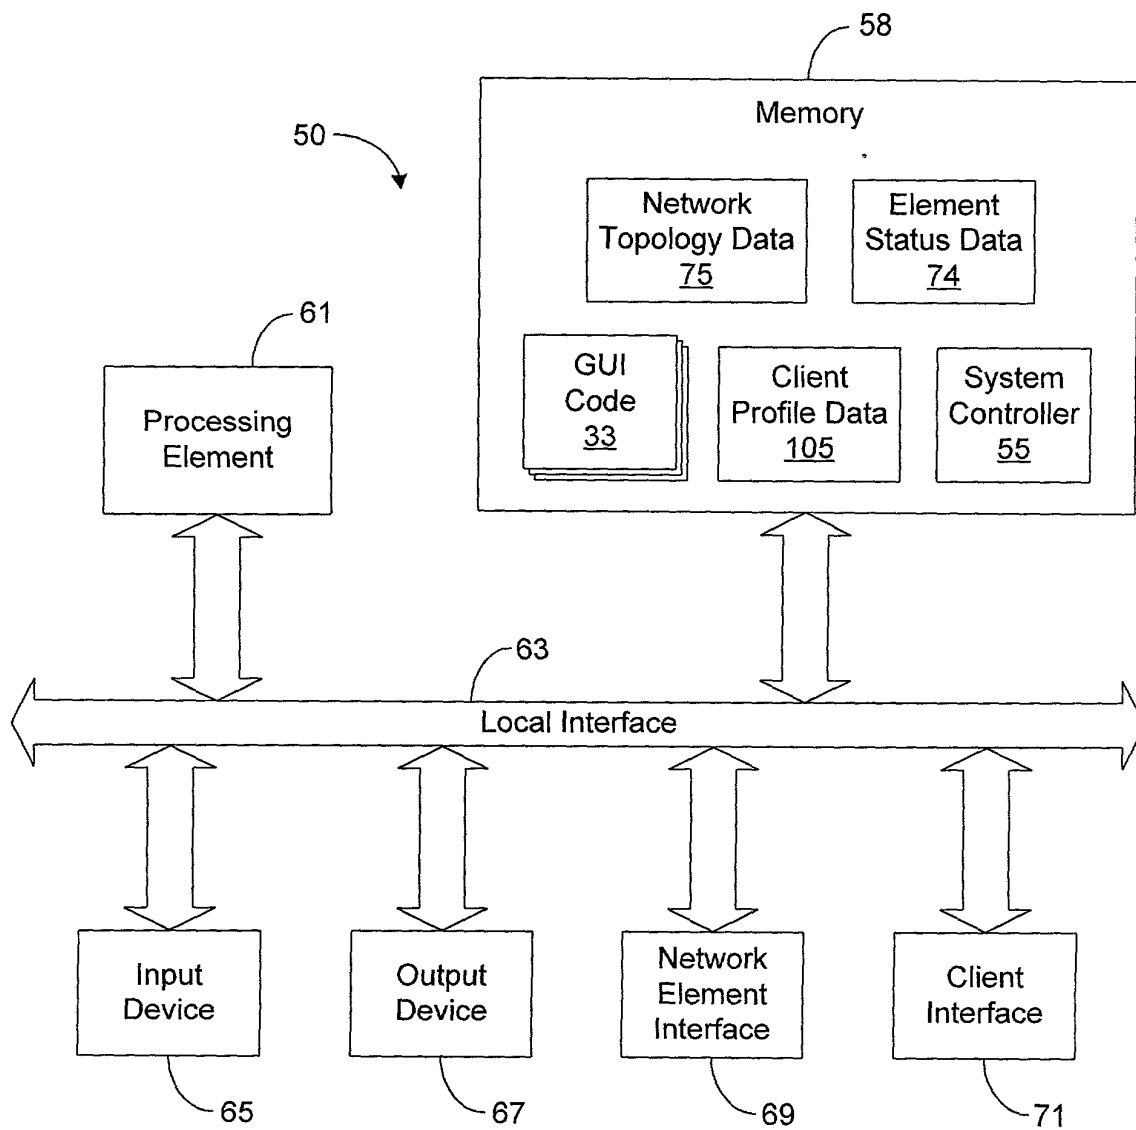 58
Memory
50
Network
Topology Data
75
Element
Status Data
74
61
Processing
Element
GUI
Code
33
Client
Profile Data
105
System
Controller
55
63
Local Interface
Input
Device
Output
Device
Network
Element
Interface
Client
Interface
65
67
69
71